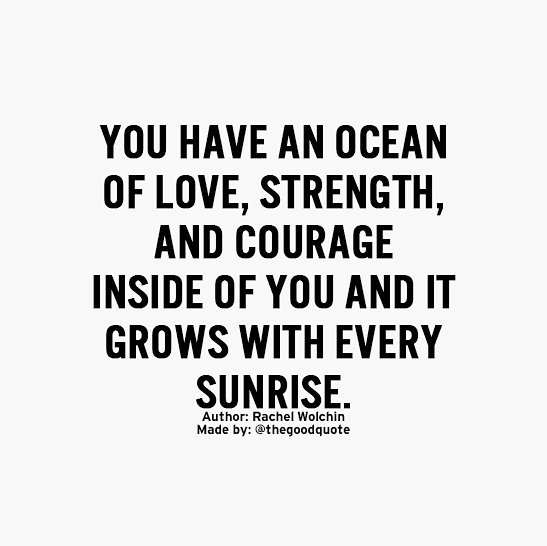 YOU HAVE AN OCEAN
OF LOVE, STRENGTH,
AND COURAGE
INSIDE OF YOU AND IT
GROWS WITH EVERY
SUNRISE.
Author: Rachel Wolchin
Made by: @thegoodquote